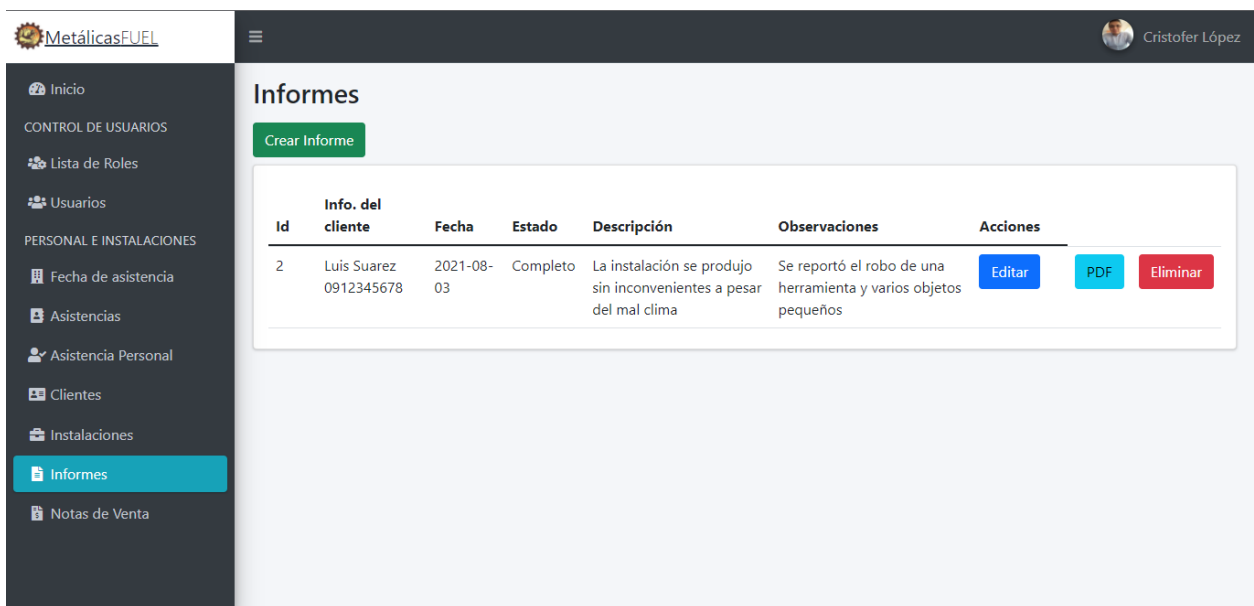 MetálicasFUEL
Cristofer López
Inicio
CONTROL DE USUARIOS
Lista de Roles
Usuarios
PERSONAL E INSTALACIONES
Fecha de asistencia
Asistencias
Asistencia Personal
Clientes
Instalaciones
Informes
Notas de Venta
Informes
Crear Informe
Id
Info. del
cliente
Fecha
Estado
Descripción
Observaciones
Acciones
2
Luis Suarez
0912345678
2021-08-
03
Completo
La instalación se produjo
sin inconvenientes a pesar
del mal clima
Se reportó el robo de una
herramienta y varios objetos
pequeños
Editar
PDF
Eliminar